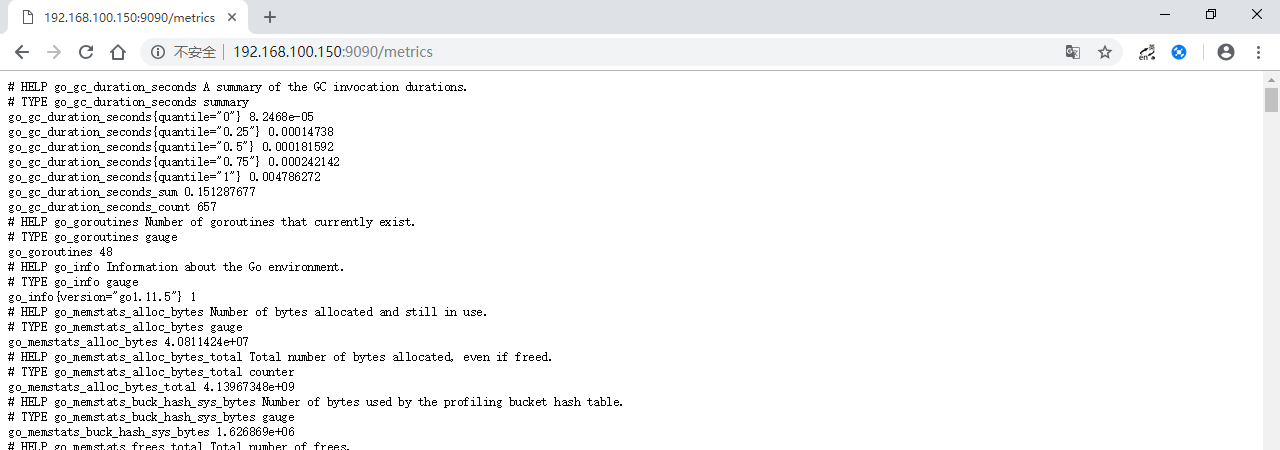 192.168.100.150:9090/metrics
不安全 192.168.100.150:9090/metrics
en
# HELP go_gc_duration_seconds A summary of the GC invocation durations.
# TYPE go_gc_duration_seconds summary
go_gc_duration_seconds{quantile="0"} 8.2468e-05
go_gc_duration_seconds{quantile="0.25"} 0.00014738
go_gc_duration_seconds{quantile="0.5"} 0.000181592
go_gc_duration_seconds{quantile="0.75"} 0.000242142
go_gc_duration_seconds{quantile="1"} 0.004786272
go_gc_duration_seconds_sum 0.151287677
go_gc_duration_seconds_count 657
# HELP go_goroutines Number of goroutines that currently exist.
# TYPE go_goroutines gauge
go_goroutines 48
# HELP go_info Information about the Go environment.
# TYPE go_info gauge
go_info{version="go1.11.5"} 1
# HELP go_memstats_alloc_bytes Number of bytes allocated and still in use.
# TYPE go_memstats_alloc_bytes gauge
go_memstats_alloc_bytes 4.0811424e+07
# HELP go_memstats_alloc_bytes_total Total number of bytes allocated, even if freed.
# TYPE go_memstats_alloc_bytes_total counter
go_memstats_alloc_bytes_total 4.13967348e+09
# HELP go_memstats_buck_hash_sys_bytes Number of bytes used by the profiling bucket hash table.
# TYPE go_memstats_buck_hash_sys_bytes gauge
go_memstats_buck_hash_sys_bytes 1.626869e+06
# HELP go_memstats_frees_total Total number of frees.